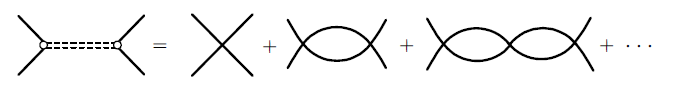 = + + + ···